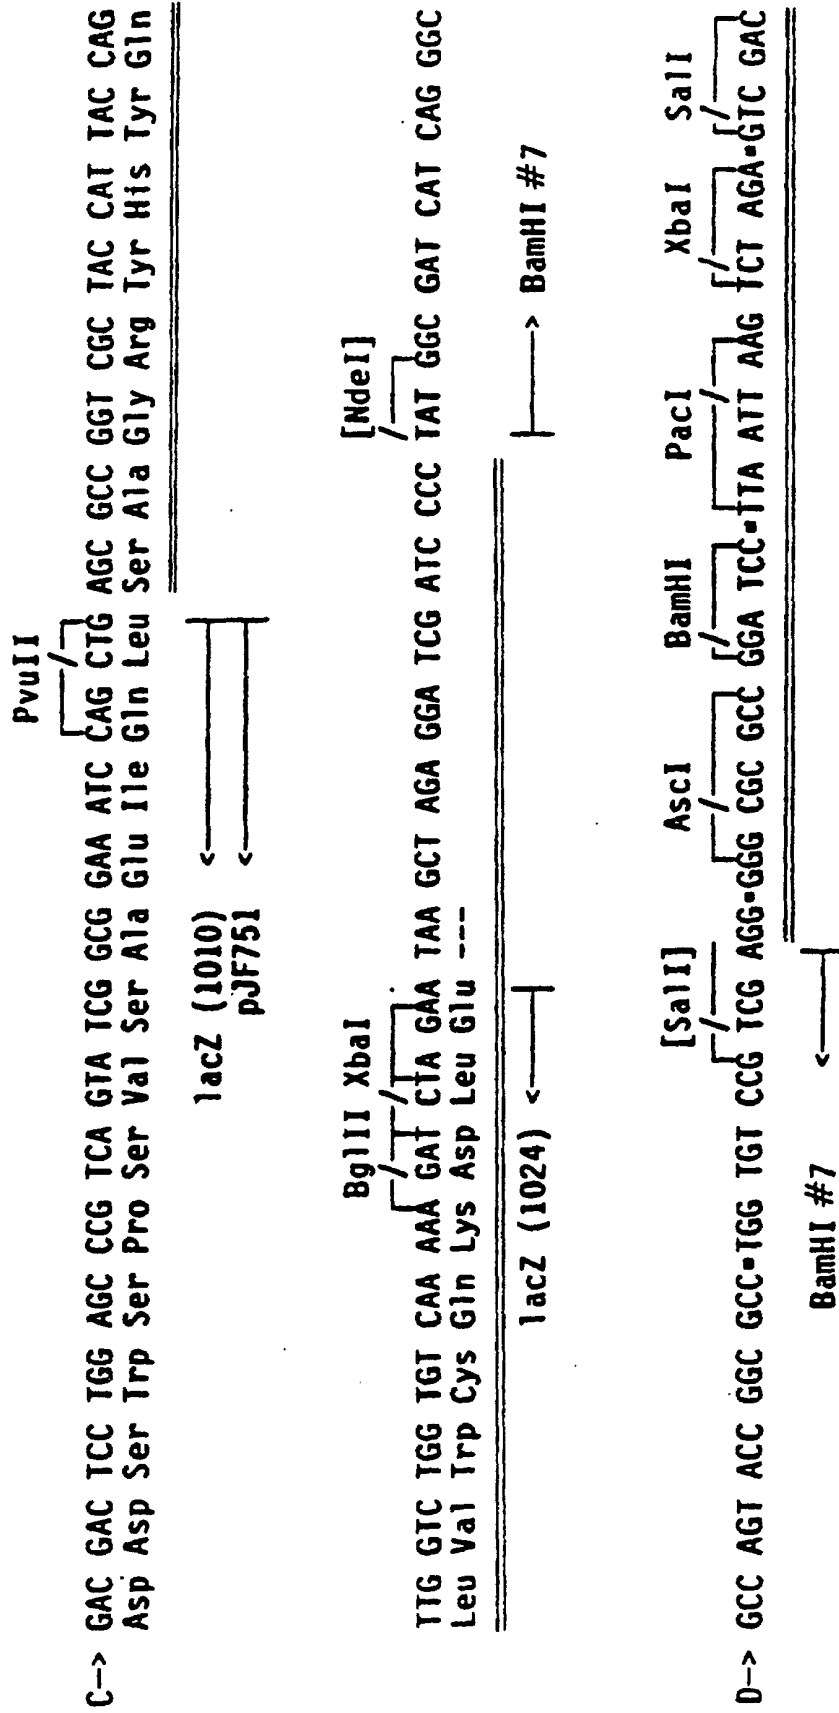 PvuII
C--> GAC GAC TCC TGG AGC CCG TCA GTA TCG GCG GAA ATC CAG CTG AGC GCC GGT CGC TAC CAT TAC CAG
Asp Asp Ser Trp Ser Pro Ser Val Ser Ala Glu Ile Gln Leu Ser Ala Gly Arg Tyr His Tyr Gln
lacZ (1010) <
pJF751 <
BglII XbaI [NdeI]
TTG GTC TGG TGT CAA AAA GAT CTA GAA TAA GCT AGA GGA TCG ATC CCC TAT GGC GAT CAT CAG GGC
Leu Val Trp Cys Gln Lys Asp Leu Glu ---
lacZ (1024) < > BamHI #7
[SalI] AscI BamHI PacI XbaI SalI
D--> GCC AGT ACC GGC GCC▪TGG TGT CCG TCG AGG▪GGG CGC GCC GGA TCC▪TTA ATT AAG TCT AGA▪GTC GAC
BamHI #7 <